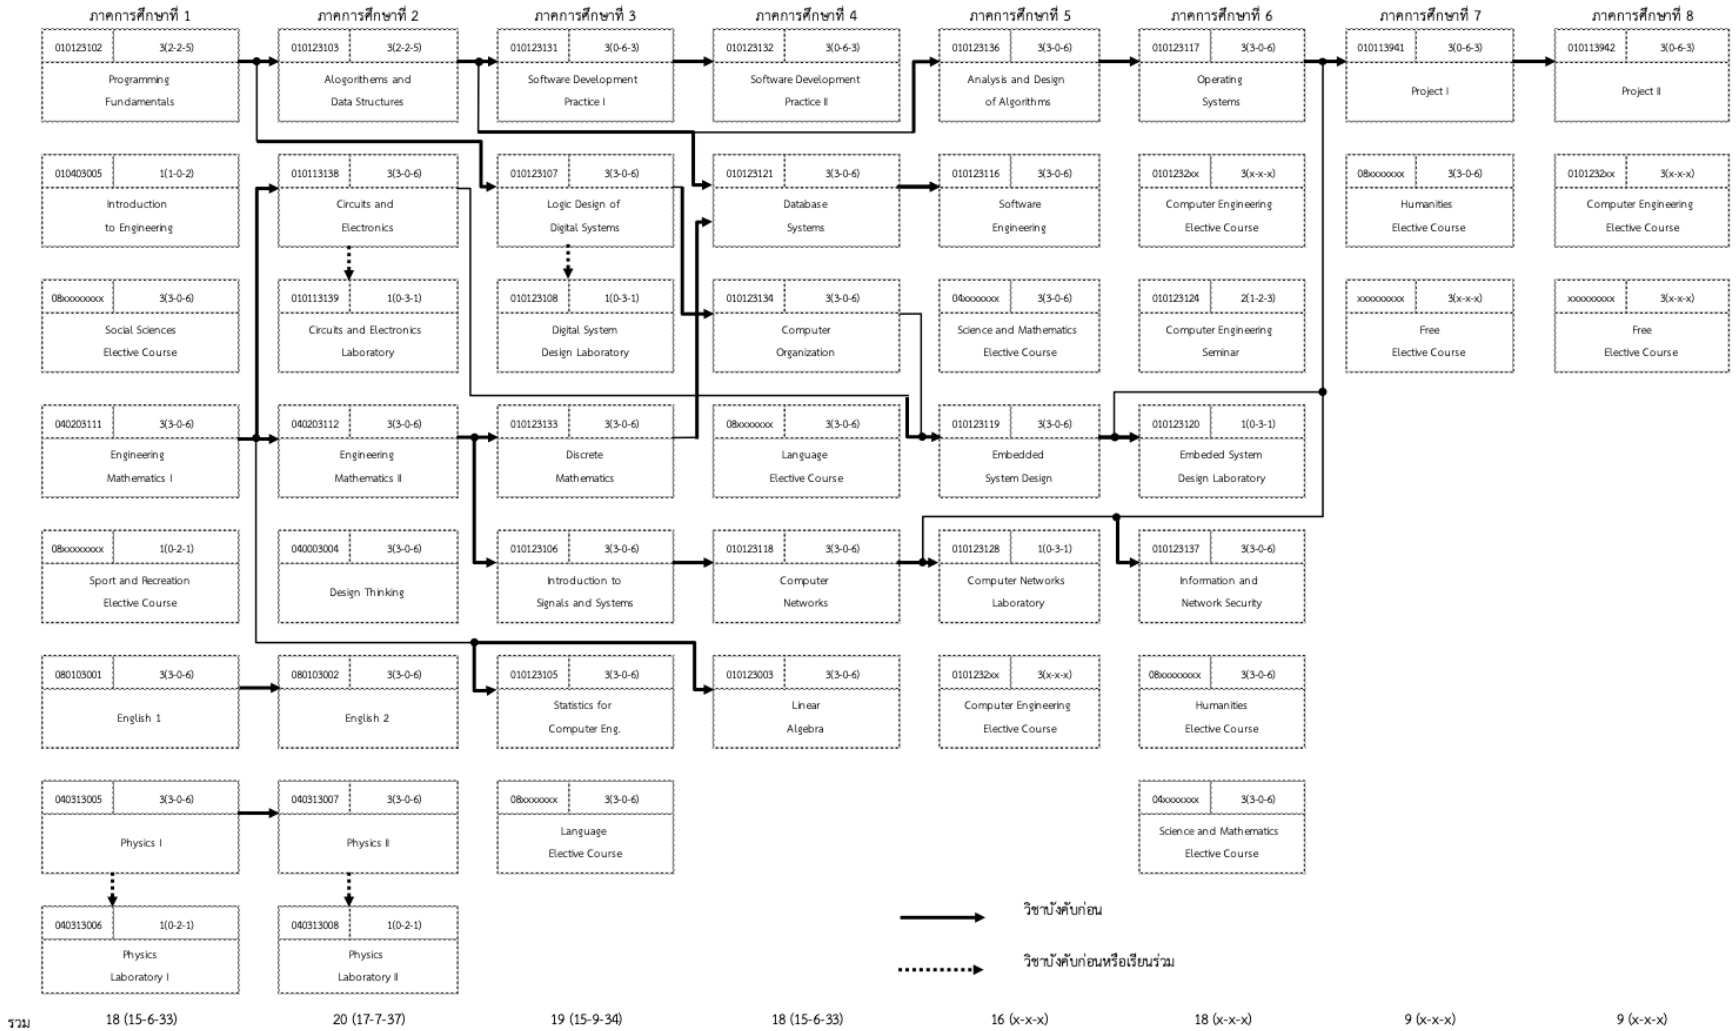 ภาคการศึกษาที่ 1
ภาคการศึกษาที่ 2
ภาคการศึกษาที่ 3
ภาคการศึกษาที่ 4
ภาคการศึกษาที่ 5
ภาคการศึกษาที่ 6
ภาคการศึกษาที่ 7
ภาคการศึกษาที่ 8
010123102 3(2-2-5)
Programming
Fundamentals
010123103 3(2-2-5)
Alogorithems and
Data Structures
010123131 3(0-6-3)
Software Development
Practice I
010123132 3(0-6-3)
Software Development
Practice II
010123136 3(3-0-6)
Analysis and Design
of Algorithms
010123117 3(3-0-6)
Operating
Systems
010113941 3(0-6-3)
Project I
010113942 3(0-6-3)
Project II
010403005 1(1-0-2)
Introduction
to Engineering
010113138 3(3-0-6)
Circuits and
Electronics
010123107 3(3-0-6)
Logic Design of
Digital Systems
010123121 3(3-0-6)
Database
Systems
010123116 3(3-0-6)
Software
Engineering
0101232xx 3(x-x-x)
Computer Engineering
Elective Course
08xxxxxxx 3(3-0-6)
Humanities
Elective Course
0101232xx 3(x-x-x)
Computer Engineering
Elective Course
08xxxxxxxx 3(3-0-6)
Social Sciences
Elective Course
010113139 1(0-3-1)
Circuits and Electronics
Laboratory
010123108 1(0-3-1)
Digital System
Design Laboratory
010123134 3(3-0-6)
Computer
Organization
04xxxxxxx 3(3-0-6)
Science and Mathematics
Elective Course
010123124 2(1-2-3)
Computer Engineering
Seminar
xxxxxxxxx 3(x-x-x)
Free
Elective Course
xxxxxxxxx 3(x-x-x)
Free
Elective Course
040203111 3(3-0-6)
Engineering
Mathematics I
040203112 3(3-0-6)
Engineering
Mathematics II
010123133 3(3-0-6)
Discrete
Mathematics
08xxxxxxx 3(3-0-6)
Language
Elective Course
010123119 3(3-0-6)
Embedded
System Design
010123120 1(0-3-1)
Embeded System
Design Laboratory
08xxxxxxxx 1(0-2-1)
Sport and Recreation
Elective Course
040003004 3(3-0-6)
Design Thinking
010123106 3(3-0-6)
Introduction to
Signals and Systems
010123118 3(3-0-6)
Computer
Networks
010123128 1(0-3-1)
Computer Networks
Laboratory
010123137 3(3-0-6)
Information and
Network Security
080103001 3(3-0-6)
English 1
080103002 3(3-0-6)
English 2
010123105 3(3-0-6)
Statistics for
Computer Eng.
010123003 3(3-0-6)
Linear
Algebra
0101232xx 3(x-x-x)
Computer Engineering
Elective Course
08xxxxxxxx 3(3-0-6)
Humanities
Elective Course
040313005 3(3-0-6)
Physics I
040313007 3(3-0-6)
Physics II
08xxxxxxx 3(3-0-6)
Language
Elective Course
04xxxxxxx 3(3-0-6)
Science and Mathematics
Elective Course
040313006 1(0-2-1)
Physics
Laboratory I
040313008 1(0-2-1)
Physics
Laboratory II
วิชาบังคับก่อน
วิชาบังคับก่อนหรือเรียนร่วม
รวม 18 (15-6-33) 20 (17-7-37) 19 (15-9-34) 18 (15-6-33) 16 (x-x-x) 18 (x-x-x) 9 (x-x-x) 9 (x-x-x)